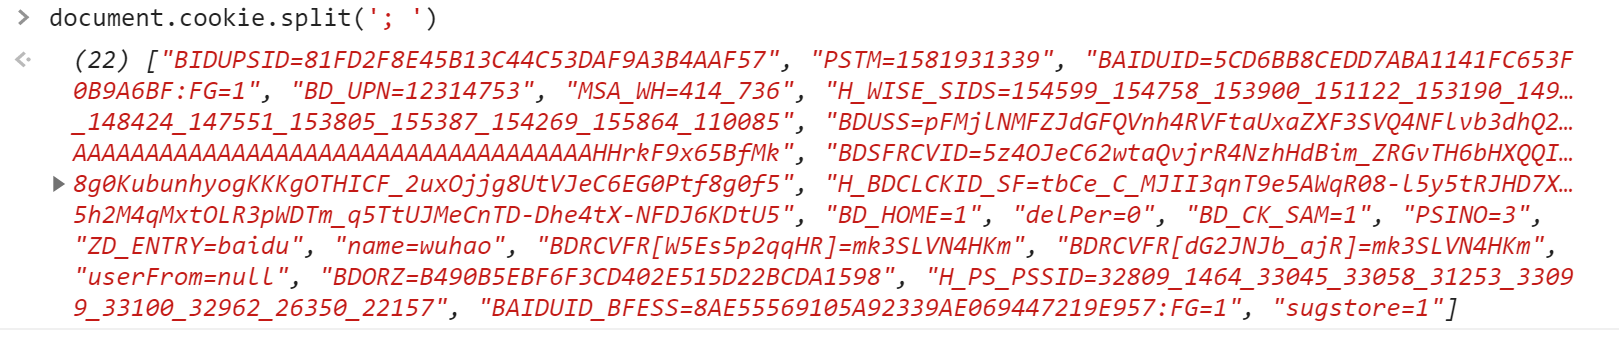 > document.cookie.split('; ')
(22) ["BIDUPSID=81FD2F8E45B13C44C53DAF9A3B4AAF57", "PSTM=1581931339", "BAIDUID=5CD6BB8CEDD7ABA1141FC653F
0B9A6BF:FG=1", "BD_UPN=12314753", "MSA_WH=414_736", "H_WISE_SIDS=154599_154758_153900_151122_153190_149…
_148424_147551_153805_155387_154269_155864_110085", "BDUSS=pFMjlNMFZJdGFQVnh4RVFtaUxaZXF3SVQ4NFlvb3dhQ2…
AAAAAAAAAAAAAAAAAAAAAAAAAAAAAAAAAAAAHHrkF9x65BfMk", "BDSFRCVID=5z4OJeC62wtaQvjrR4NzhHdBim_ZRGvTH6bHXQQI…
8g0KubunhyogKKKgOTHICF_2uxOjjg8UtVJeC6EG0Ptf8g0f5", "H_BDCLCKID_SF=tbCe_C_MJII3qnT9e5AWqR08-l5y5tRJHD7X…
5h2M4qMxtOLR3pWDTm_q5TtUJMeCnTD-Dhe4tX-NFDJ6KDtU5", "BD_HOME=1", "delPer=0", "BD_CK_SAM=1", "PSINO=3",
"ZD_ENTRY=baidu", "name=wuhao", "BDRCVFR[W5Es5p2qqHR]=mk3SLVN4HKm", "BDRCVFR[dG2JNJb_ajR]=mk3SLVN4HKm",
"userFrom=null", "BDORZ=B490B5EBF6F3CD402E515D22BCDA1598", "H_PS_PSSID=32809_1464_33045_33058_31253_3309
9_33100_32962_26350_22157", "BAIDUID_BFESS=8AE55569105A92339AE069447219E957:FG=1", "sugstore=1"]